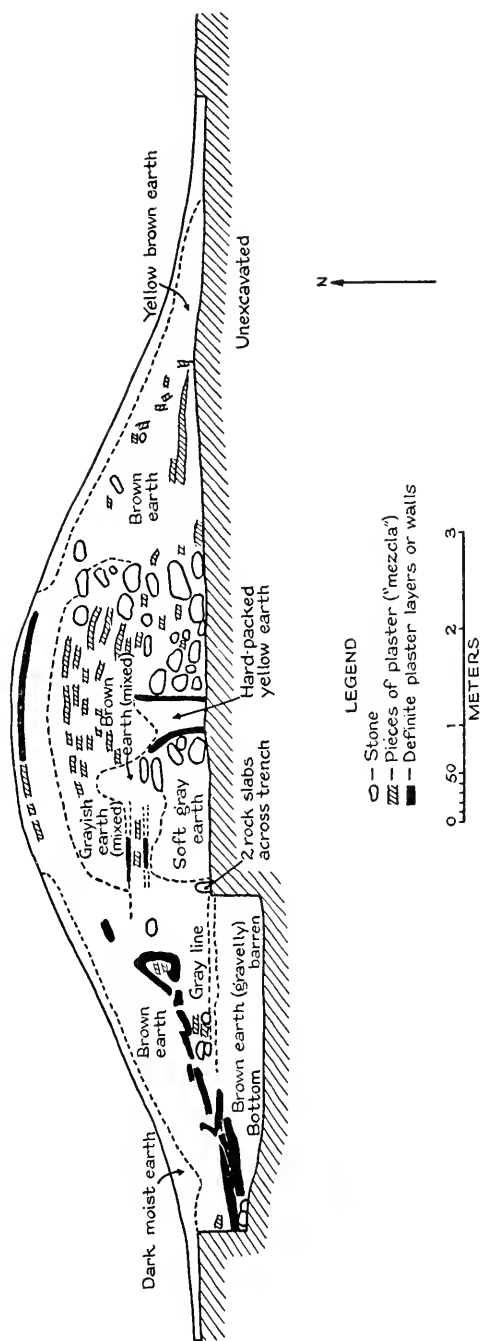 Dark moist earth
Brown
earth
Gray line
Brown earth (gravelly)
barren
Bottom
Grayish
earth
(mixed)
Brown
earth (mixed)
Soft gray
earth
2 rock slabs
across trench
Hard-packed
yellow earth
Brown
earth
Yellow brown earth
Unexcavated
N
LEGEND
– Stone
– Pieces of plaster ("mezcla")
– Definite plaster layers or walls
0 50 1 2 3
METERS